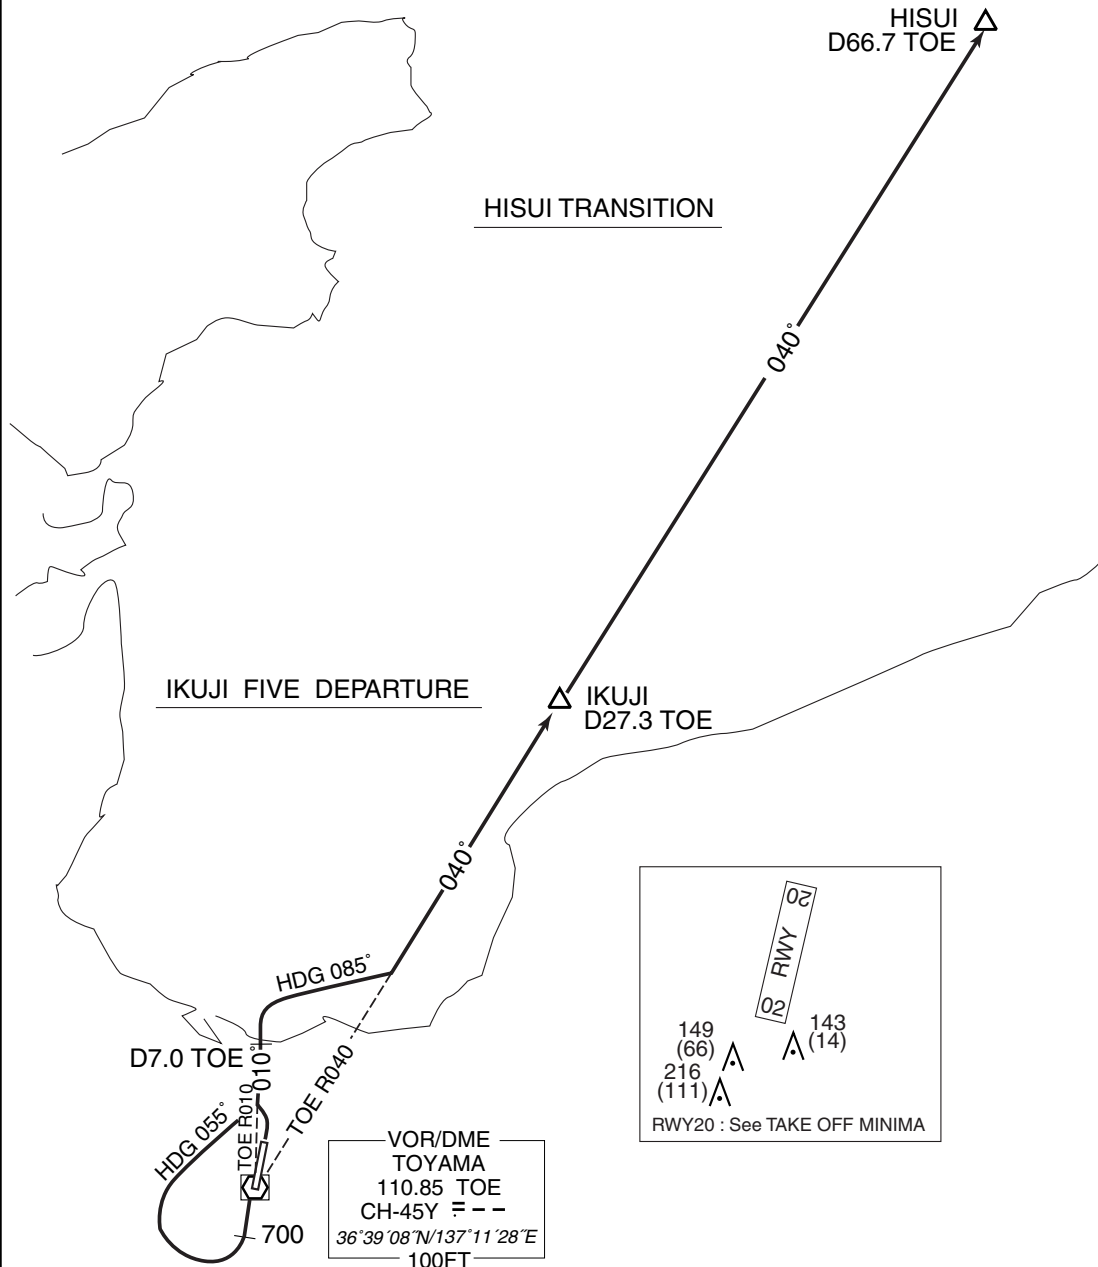 HISUI
D66.7 TOE
HISUI TRANSITION
040°
IKUJI FIVE DEPARTURE
IKUJI
D27.3 TOE
040°
HDG 085°
D7.0 TOE
010°
TOE R010
TOE R040
HDG 055°
700
VOR/DME
TOYAMA
110.85 TOE
CH-45Y
36°39´08˝N/137°11´28˝E
100FT
20
RWY
02
149
(66)
143
(14)
216
(111)
RWY20 : See TAKE OFF MINIMA